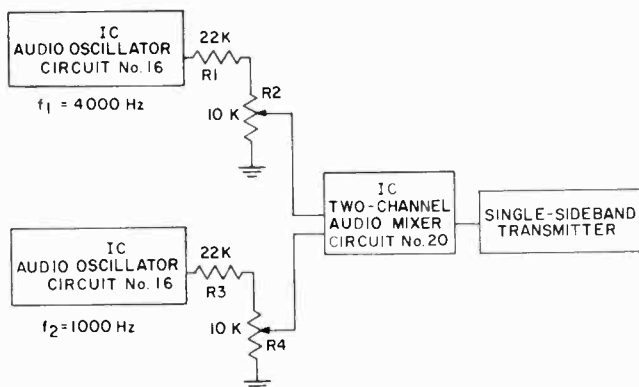 IC
AUDIO OSCILLATOR
CIRCUIT No. 16
f1 = 4000 Hz
22K
R1
R2
10 K
IC
TWO-CHANNEL
AUDIO MIXER
CIRCUIT No. 20
SINGLE-SIDEBAND
TRANSMITTER
IC
AUDIO OSCILLATOR
CIRCUIT No. 16
f2 = 1000 Hz
22K
R3
10 K
R4